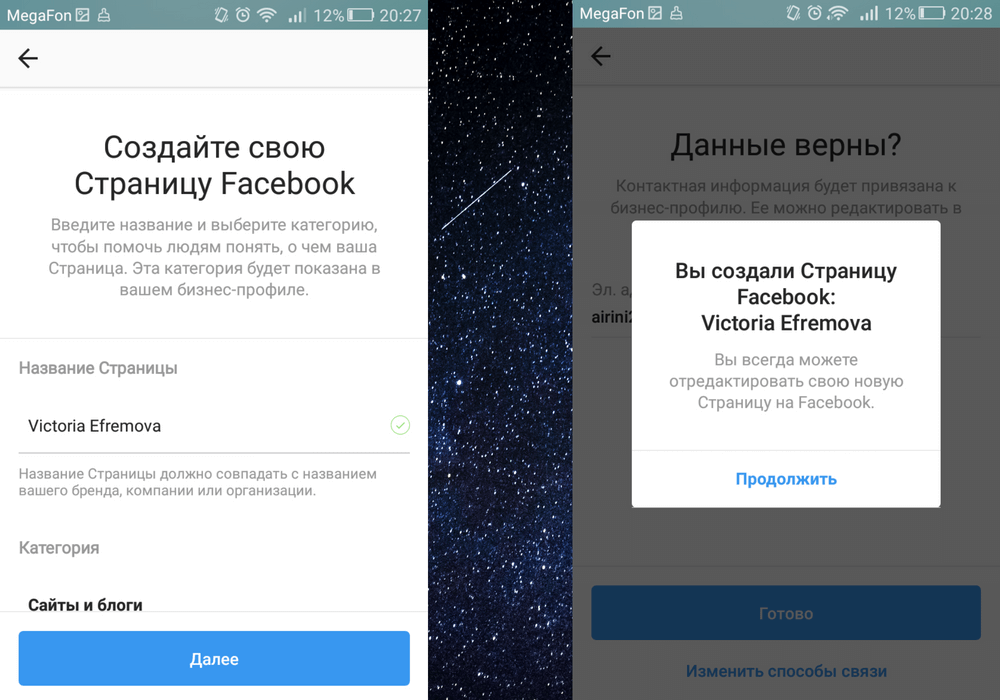 MegaFon 12% 20:27
Создайте свою
Страницу Facebook
Введите название и выберите категорию,
чтобы помочь людям понять, о чем ваша
Страница. Эта категория будет показана в
вашем бизнес-профиле.
Название Страницы
Victoria Efremova
Название Страницы должно совпадать с названием
вашего бренда, компании или организации.
Категория
Сайты и блоги
Далее
MegaFon 12% 20:28
Данные верны?
Контактная информация будет привязана к
бизнес-профилю. Ее можно редактировать в
Эл.
Вы создали Страницу
Facebook:
Victoria Efremova
Вы всегда можете
отредактировать свою новую
Страницу на Facebook.
Продолжить
Готово
Изменить способы связи